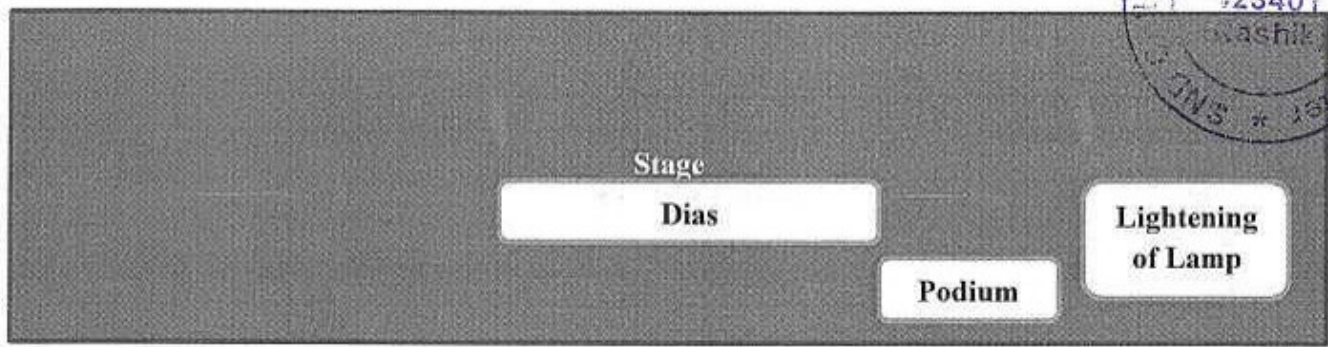 Stage
Dias
Lightening
of Lamp
Podium